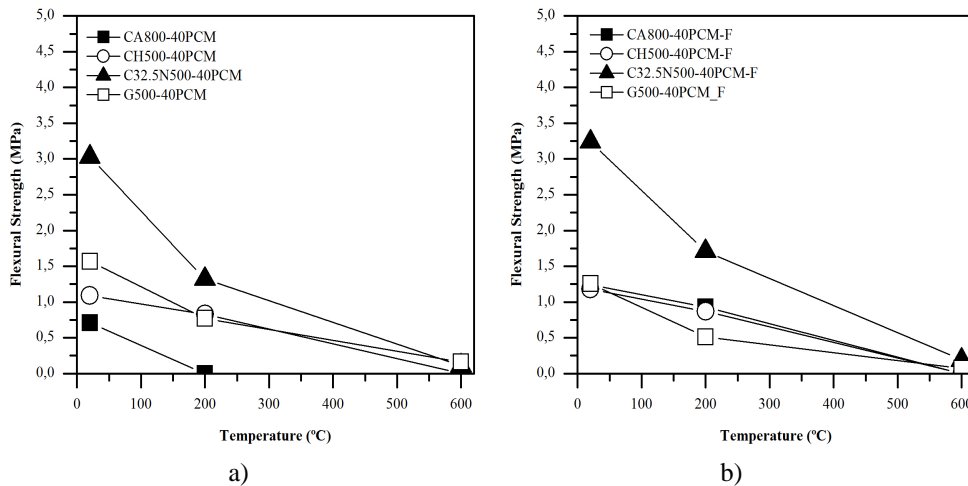 5,0
4,5
4,0
3,5
3,0
2,5
2,0
1,5
1,0
0,5
0,0
Flexural Strength (MPa)
CA800-40PCM
CH500-40PCM
C32.5N500-40PCM
G500-40PCM
0 100 200 300 400 500 600
Temperature (ºC)
a)
5,0
4,5
4,0
3,5
3,0
2,5
2,0
1,5
1,0
0,5
0,0
Flexural Strength (MPa)
CA800-40PCM-F
CH500-40PCM-F
C32.5N500-40PCM-F
G500-40PCM_F
0 100 200 300 400 500 600
Temperature (ºC)
b)